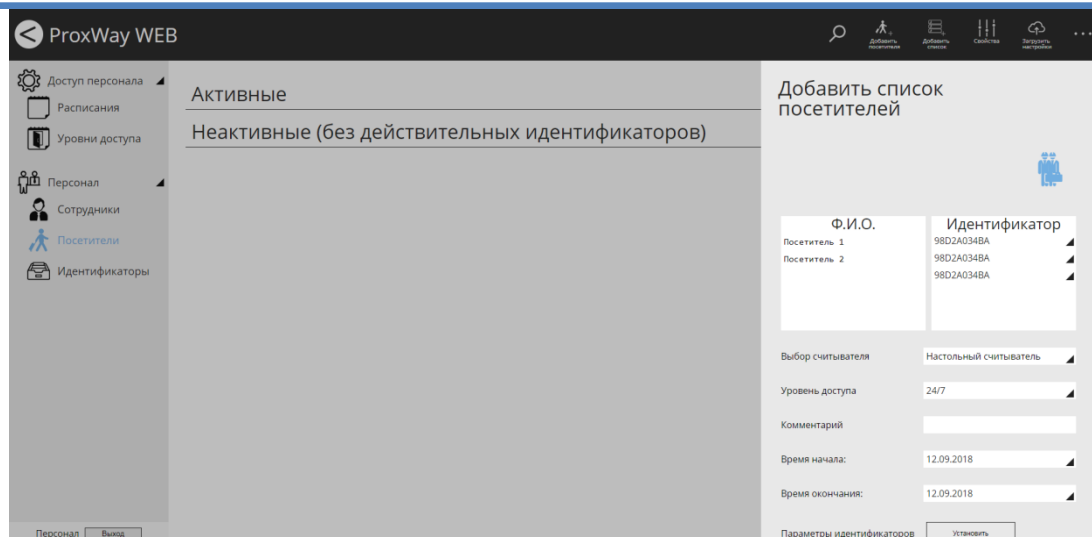 ProxWay WEB
Добавить посетителя
Добавить список
Свойства
Загрузить настройки
...
Доступ персонала
Расписания
Уровни доступа
Персонал
Сотрудники
Посетители
Идентификаторы
Персонал
Выход
Активные
Неактивные (без действительных идентификаторов)
Добавить список
посетителей
Ф.И.О.
Идентификатор
Посетитель 1
98D2A034BA
Посетитель 2
98D2A034BA
98D2A034BA
Выбор считывателя
Настольный считыватель
Уровень доступа
24/7
Комментарий
Время начала:
12.09.2018
Время окончания:
12.09.2018
Параметры идентификаторов
Установить